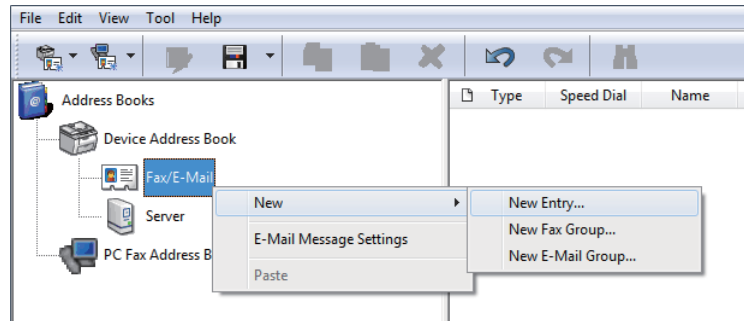 File Edit View Tool Help
Address Books
Type Speed Dial Name
Device Address Book
Fax/E-Mail
New
New Entry...
Server
E-Mail Message Settings
New Fax Group...
PC Fax Address B
New E-Mail Group...
Paste